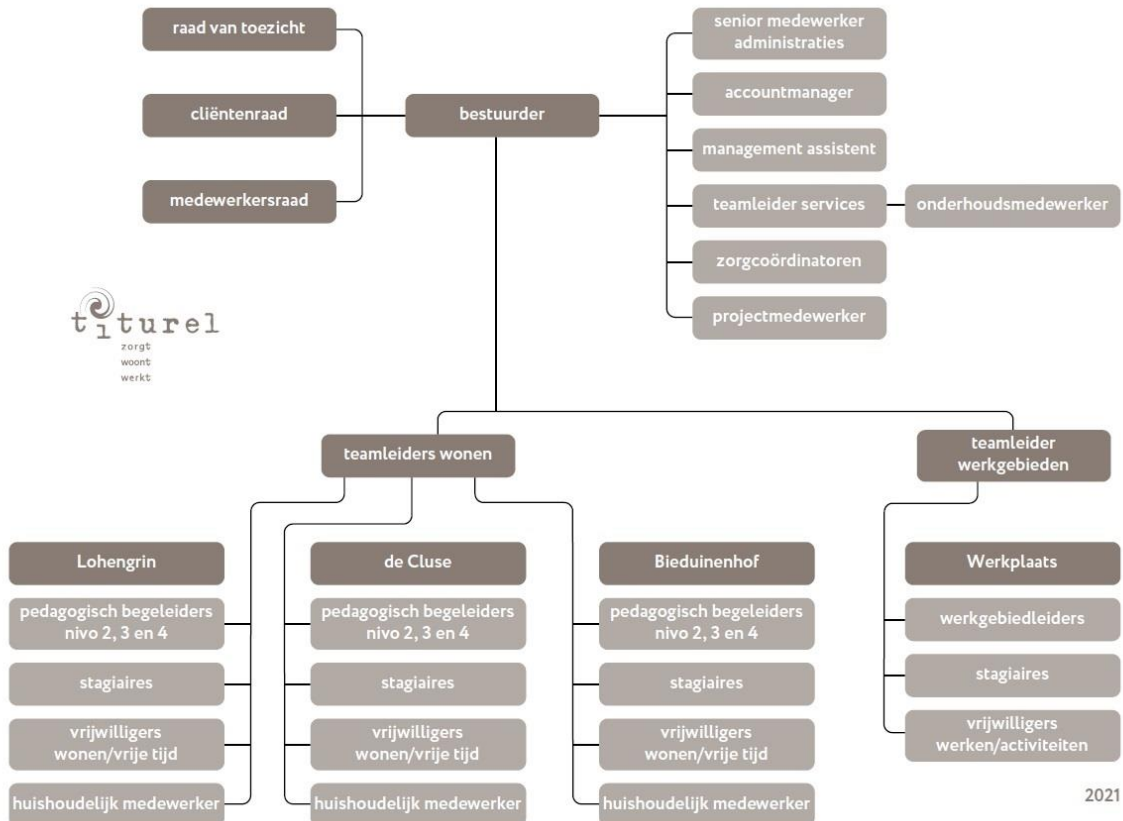 raad van toezicht
cliëntenraad
medewerkersraad
bestuurder
senior medewerker
administraties
accountmanager
management assistent
teamleider services
onderhoudsmedewerker
zorgcoördinatoren
projectmedewerker
titurel
zorgt
woont
werkt
teamleiders wonen
teamleider
werkgebieden
Lohengrin
pedagogisch begeleiders
nivo 2, 3 en 4
stagiaires
vrijwilligers
wonen/vrije tijd
huishoudelijk medewerker
de Cluse
pedagogisch begeleiders
nivo 2, 3 en 4
stagiaires
vrijwilligers
wonen/vrije tijd
huishoudelijk medewerker
Bieduinenhof
pedagogisch begeleiders
nivo 2, 3 en 4
stagiaires
vrijwilligers
wonen/vrije tijd
huishoudelijk medewerker
Werkplaats
werkgebiedleiders
stagiaires
vrijwilligers
werken/activiteiten
2021